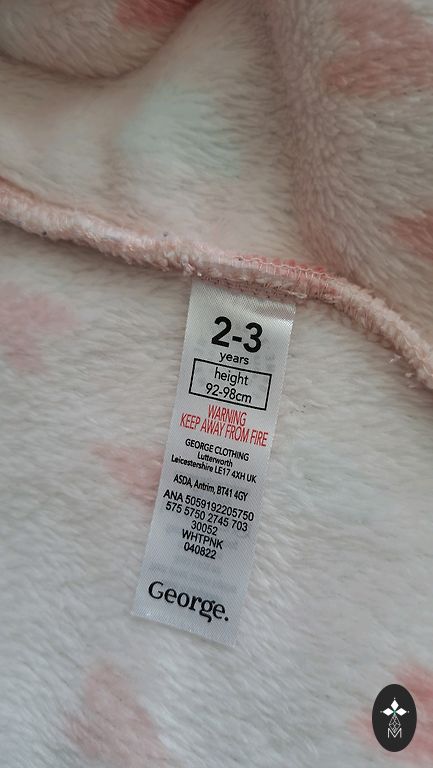 2-3
years
height
92-98cm
WARNING
KEEP AWAY FROM FIRE
GEORGE CLOTHING
Lutterworth
Leicestershire LE17 4XH UK
ASDA, Antrim, BT41 4GY
ANA 5059192205750
575 5750 2745 703
30052
WHTPNK
040822
George.
M